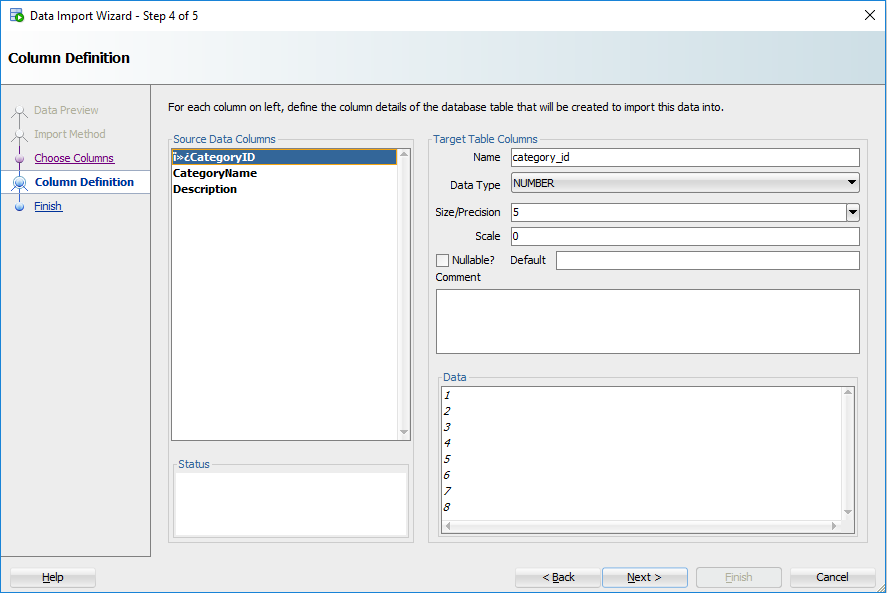 Data Import Wizard - Step 4 of 5
Column Definition
Data Preview
Import Method
Choose Columns
Column Definition
Finish
For each column on left, define the column details of the database table that will be created to import this data into.
Source Data Columns
ï»¿CategoryID
CategoryName
Description
Status
Target Table Columns
Name category_id
Data Type NUMBER
Size/Precision 5
Scale 0
Nullable? Default
Comment
Data
1
2
3
4
5
6
7
8
Help < Back Next > Finish Cancel